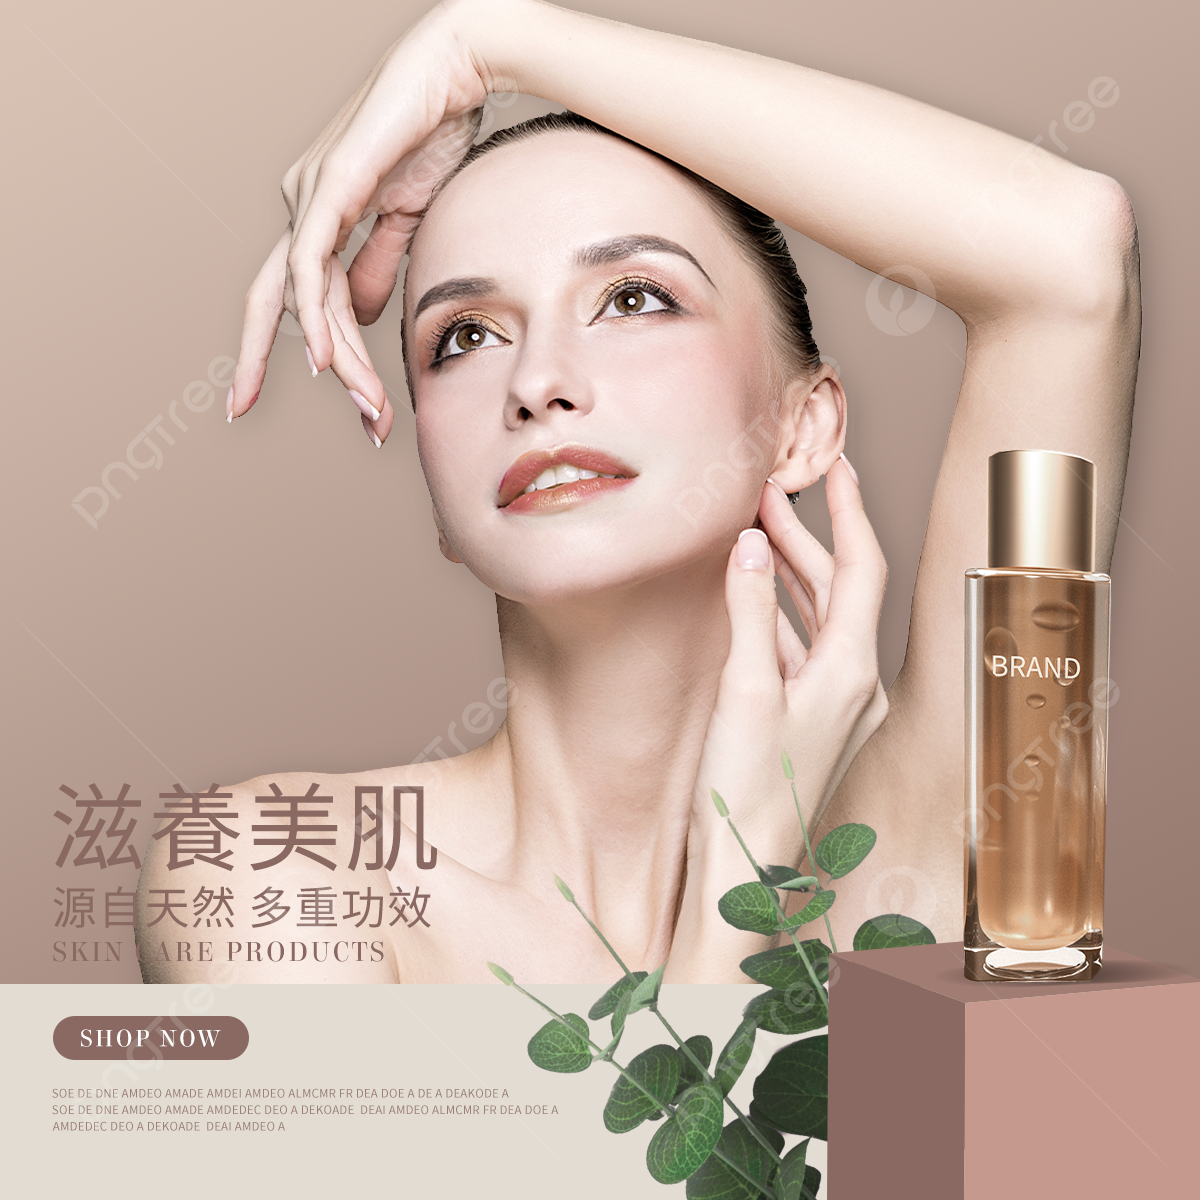 BRAND
滋養美肌
源自天然 多重功效
SKIN CARE PRODUCTS
SHOP NOW
SOE DE DNE AMDEO AMADE AMDEI AMDEO ALMCMR FR DEA DOE A DE A DEAKODE A
SOE DE DNE AMDEO AMADE AMDEDEC DEO A DEKOADE DEAI AMDEO ALMCMR FR DEA DOE A
AMDEDEC DEO A DEKOADE DEAI AMDEO A
pngtree